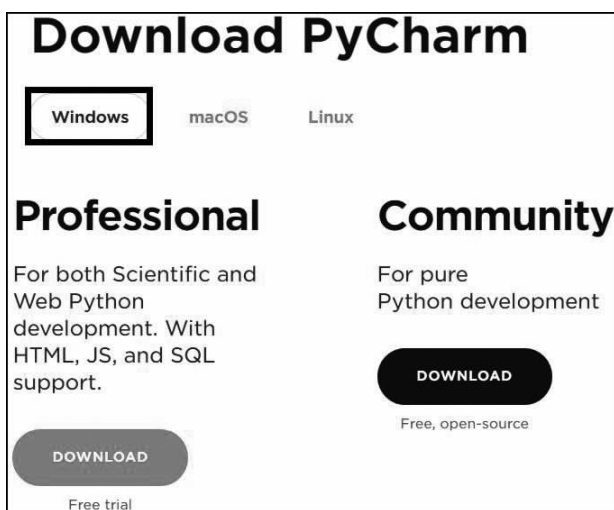 Download PyCharm
Windows macOS Linux
Professional
For both Scientific and
Web Python
development. With
HTML, JS, and SQL
support.
DOWNLOAD
Free trial
Community
For pure
Python development
DOWNLOAD
Free, open-source